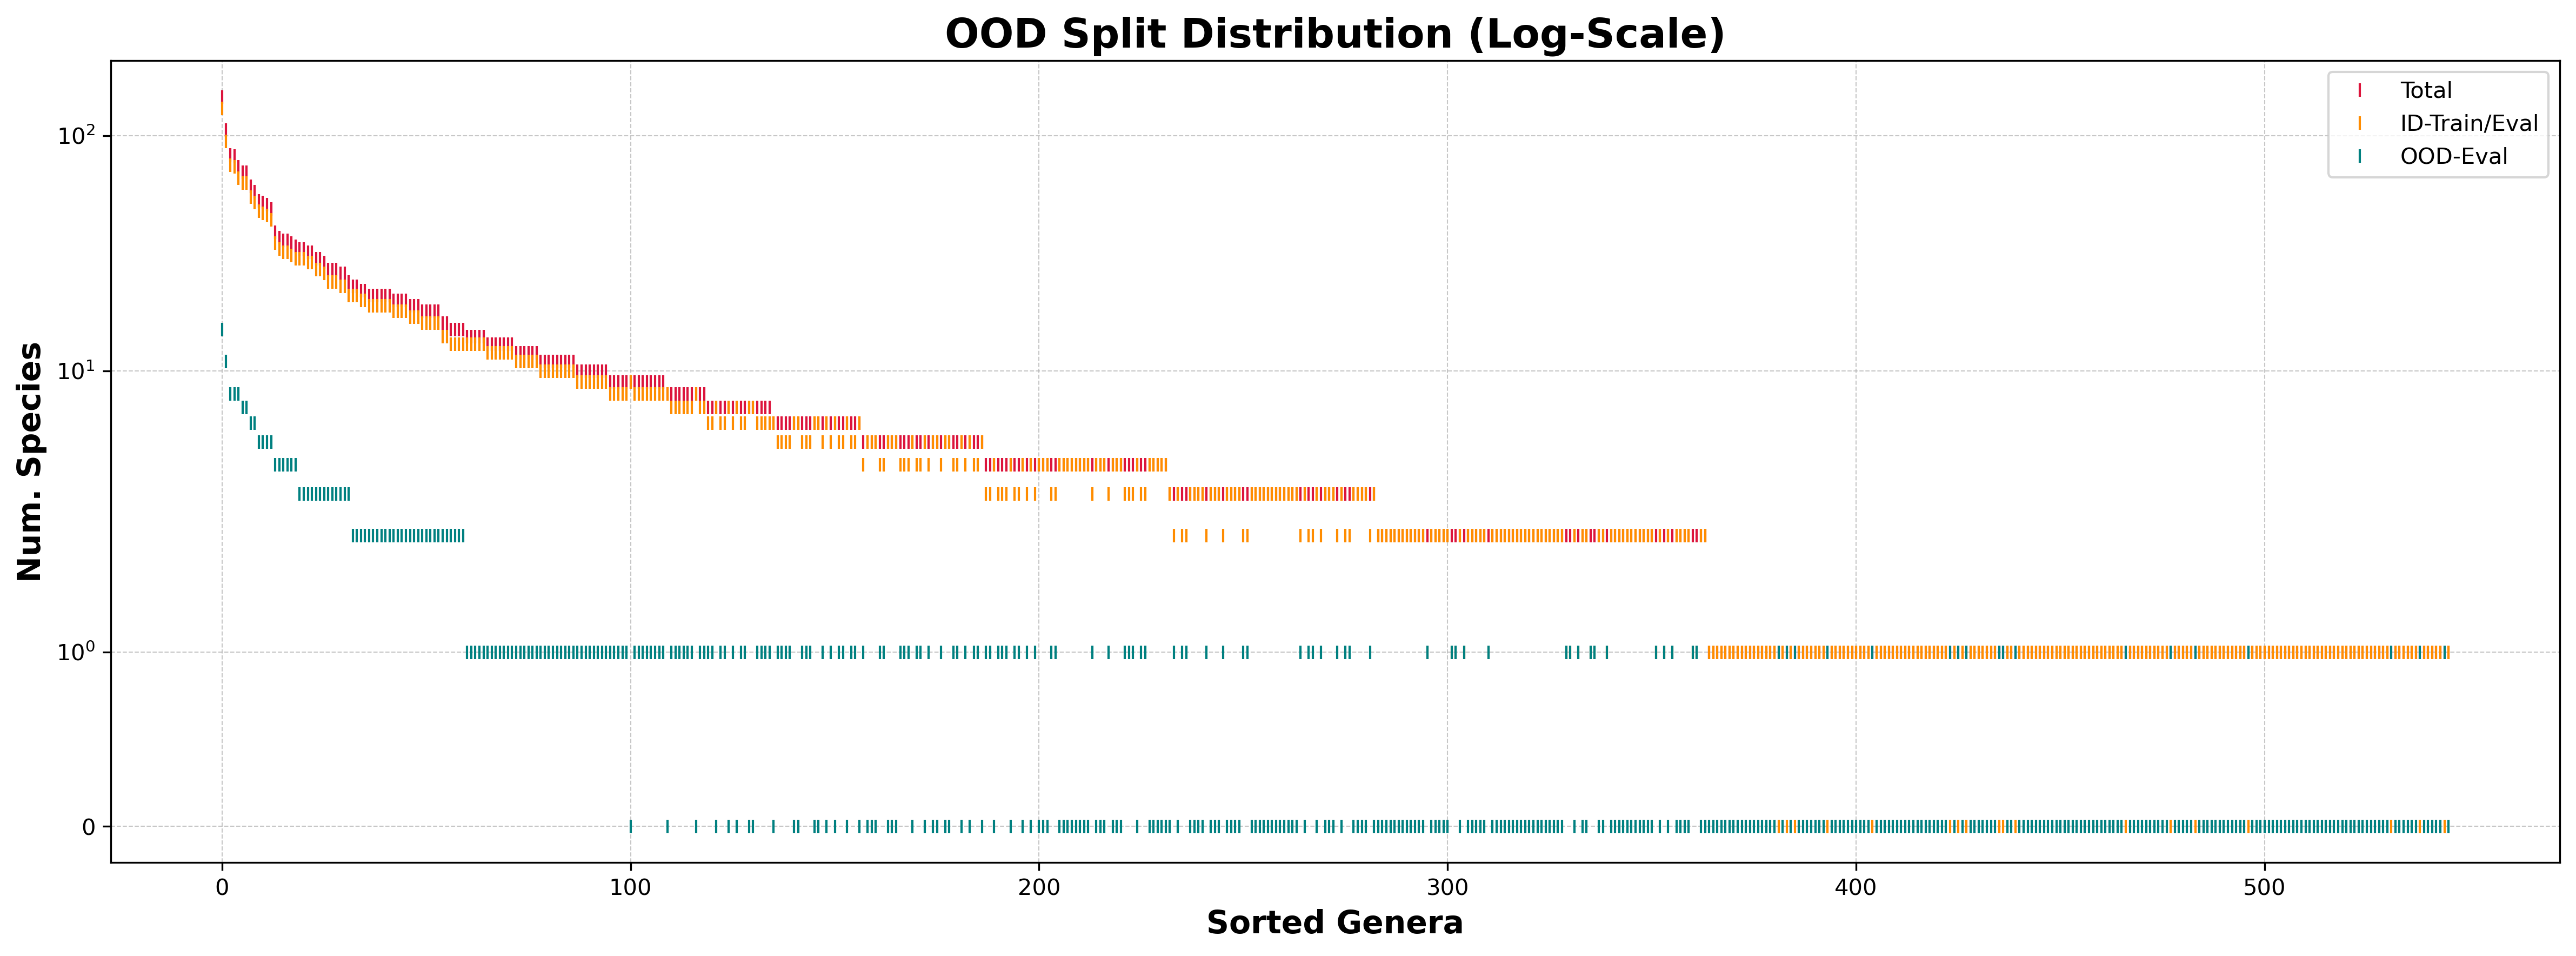 OOD Split Distribution (Log-Scale)
Total
ID-Train/Eval
OOD-Eval
10²
10¹
10⁰
0
Num. Species
0 100 200 300 400 500
Sorted Genera